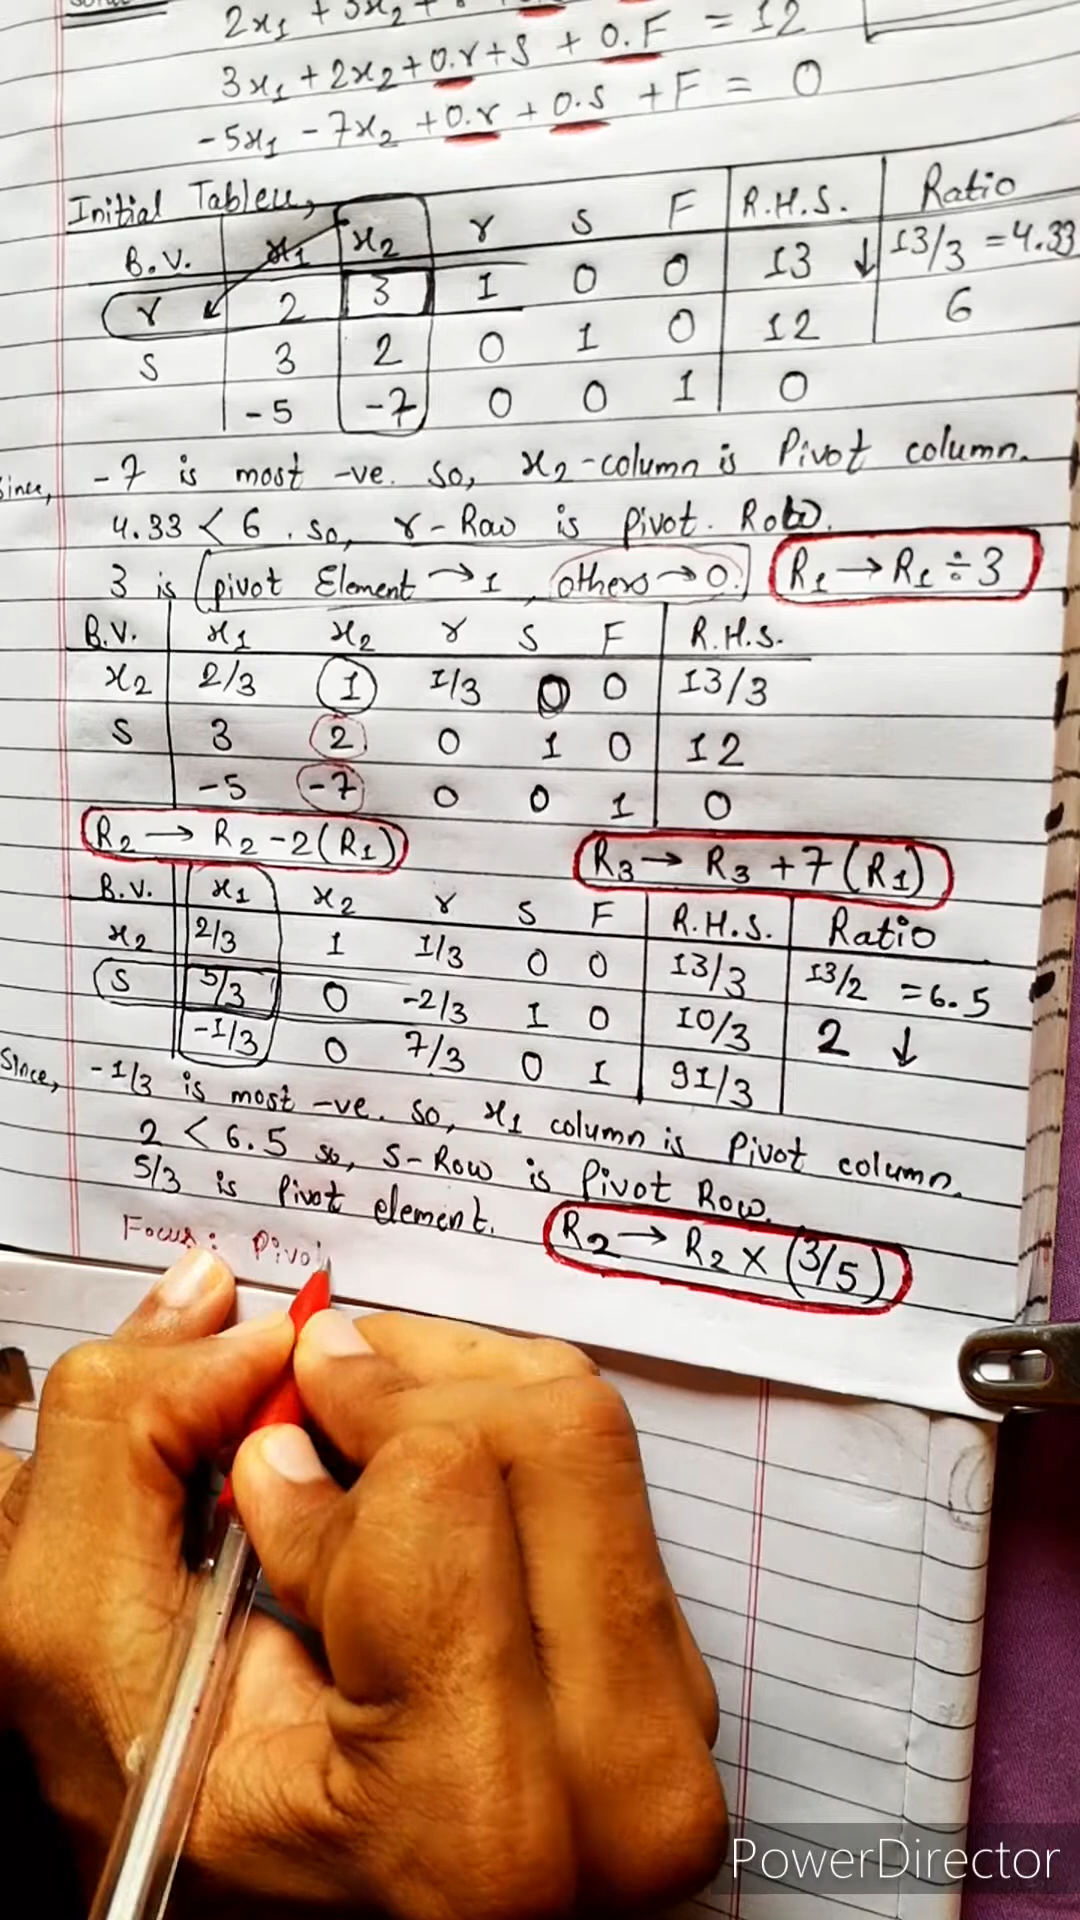 2x₁ + 3x₂ + = 12
3x₁ + 2x₂ + 0.r + s + 0.F = 12
-5x₁ - 7x₂ + 0.r + 0.s + F = 0
Initial Tableu,
B.V. x₁ x₂ r s F R.H.S. Ratio
r 2 3 1 0 0 13 ↓ 13/3 = 4.33
s 3 2 0 1 0 12 6
-5 -7 0 0 1 0
Since, -7 is most -ve. so, x₂-column is Pivot column.
4.33 < 6 . so, r-Row is pivot. Row.
3 is pivot Element → 1, others → 0. R₁ → R₁ ÷ 3
B.V. x₁ x₂ r s F R.H.S.
x₂ 2/3 1 1/3 0 0 13/3
s 3 2 0 1 0 12
-5 -7 0 0 1 0
R₂ → R₂ - 2(R₁) R₃ → R₃ + 7(R₁)
B.V. x₁ x₂ r s F R.H.S. Ratio
x₂ 2/3 1 1/3 0 0 13/3 13/2 = 6.5
s 5/3 0 -2/3 1 0 10/3 2 ↓
-1/3 0 7/3 0 1 91/3
Since, -1/3 is most -ve. so, x₁ column is Pivot column.
2 < 6.5 so, s-Row is Pivot Row.
5/3 is Pivot element. R₂ → R₂ × (3/5)
Focus: Pivo
PowerDirector